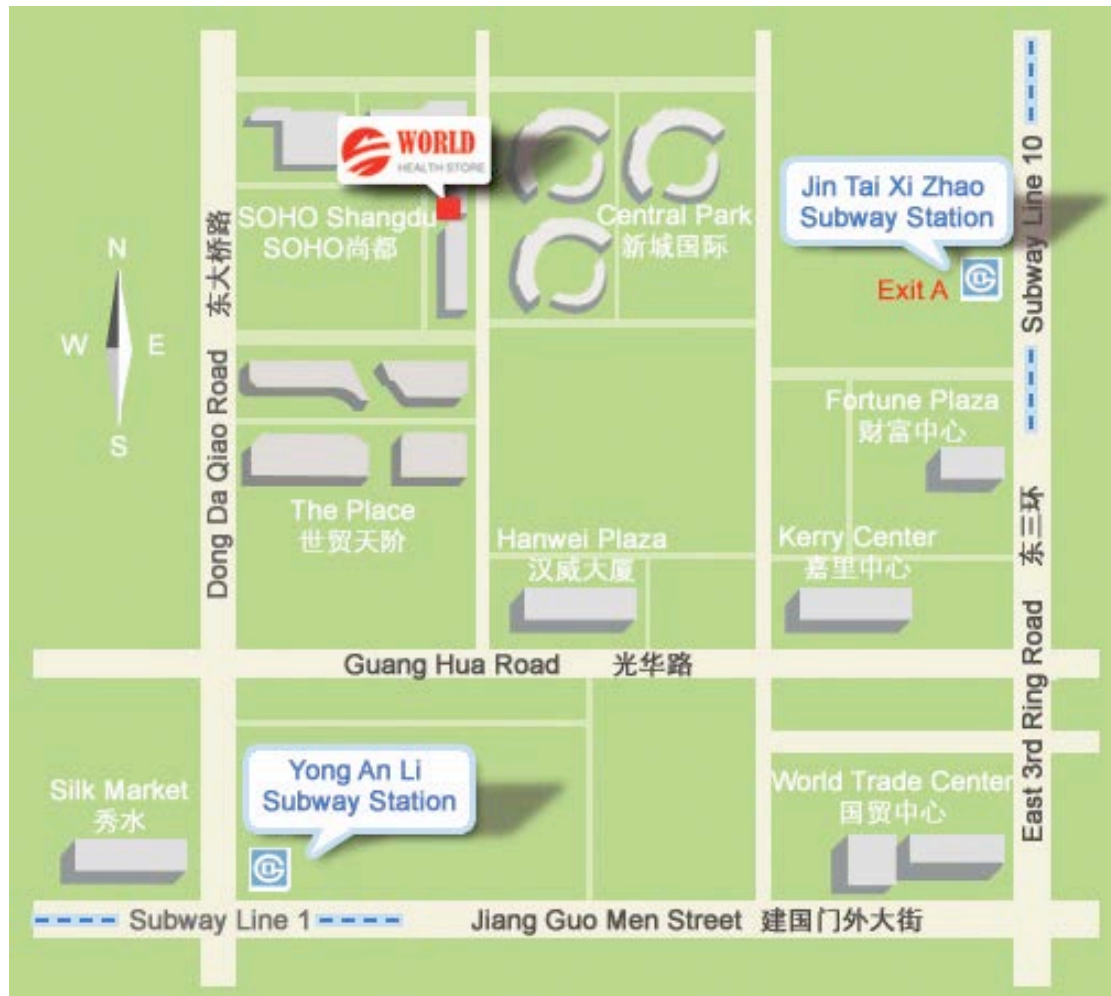 WORLD
HEALTH STORE
Jin Tai Xi Zhao
Subway Station
Subway Line 10
SOHO Shangdu
SOHO尚都
Central Park
新城国际
东大桥路
Exit A
N
W E
S
Fortune Plaza
财富中心
Dong Da Qiao Road
The Place
世贸天阶
东三环
Hanwei Plaza
汉威大厦
Kerry Center
嘉里中心
Guang Hua Road 光华路
East 3rd Ring Road
Yong An Li
Subway Station
Silk Market
秀水
World Trade Center
国贸中心
Subway Line 1
Jiang Guo Men Street 建国门外大街